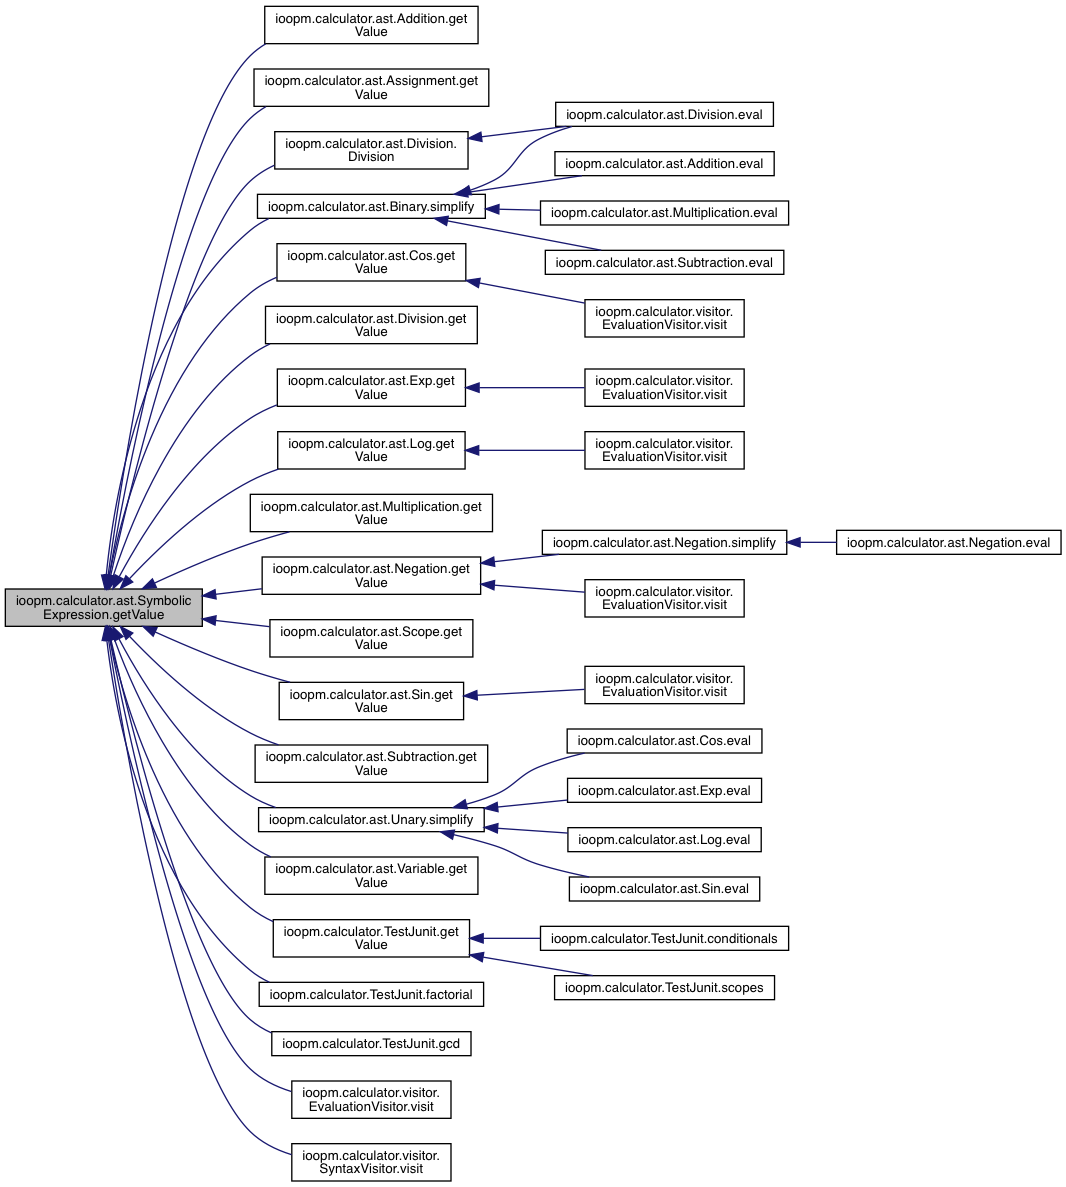 ioopm.calculator.ast.Symbolic
Expression.getValue
ioopm.calculator.ast.Addition.get
Value
ioopm.calculator.ast.Assignment.get
Value
ioopm.calculator.ast.Division.
Division
ioopm.calculator.ast.Division.eval
ioopm.calculator.ast.Binary.simplify
ioopm.calculator.ast.Addition.eval
ioopm.calculator.ast.Multiplication.eval
ioopm.calculator.ast.Subtraction.eval
ioopm.calculator.ast.Cos.get
Value
ioopm.calculator.visitor.
EvaluationVisitor.visit
ioopm.calculator.ast.Division.get
Value
ioopm.calculator.ast.Exp.get
Value
ioopm.calculator.visitor.
EvaluationVisitor.visit
ioopm.calculator.ast.Log.get
Value
ioopm.calculator.visitor.
EvaluationVisitor.visit
ioopm.calculator.ast.Multiplication.get
Value
ioopm.calculator.ast.Negation.get
Value
ioopm.calculator.ast.Negation.simplify
ioopm.calculator.ast.Negation.eval
ioopm.calculator.visitor.
EvaluationVisitor.visit
ioopm.calculator.ast.Scope.get
Value
ioopm.calculator.ast.Sin.get
Value
ioopm.calculator.visitor.
EvaluationVisitor.visit
ioopm.calculator.ast.Subtraction.get
Value
ioopm.calculator.ast.Unary.simplify
ioopm.calculator.ast.Cos.eval
ioopm.calculator.ast.Exp.eval
ioopm.calculator.ast.Log.eval
ioopm.calculator.ast.Sin.eval
ioopm.calculator.ast.Variable.get
Value
ioopm.calculator.TestJunit.get
Value
ioopm.calculator.TestJunit.conditionals
ioopm.calculator.TestJunit.scopes
ioopm.calculator.TestJunit.factorial
ioopm.calculator.TestJunit.gcd
ioopm.calculator.visitor.
EvaluationVisitor.visit
ioopm.calculator.visitor.
SyntaxVisitor.visit